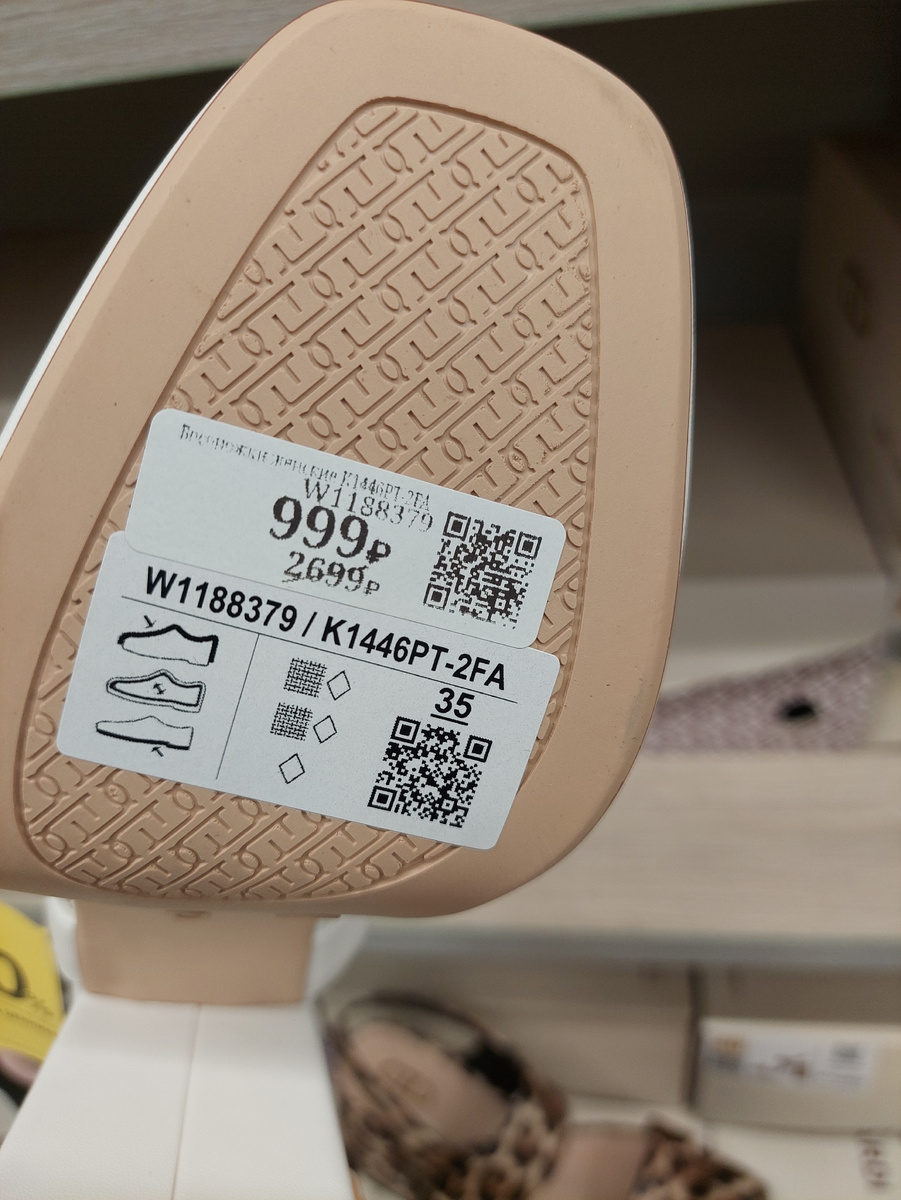 Босоножки женские K1446PT-2FA
W1188379
999₽
2699₽
W1188379 / K1446PT-2FA
35